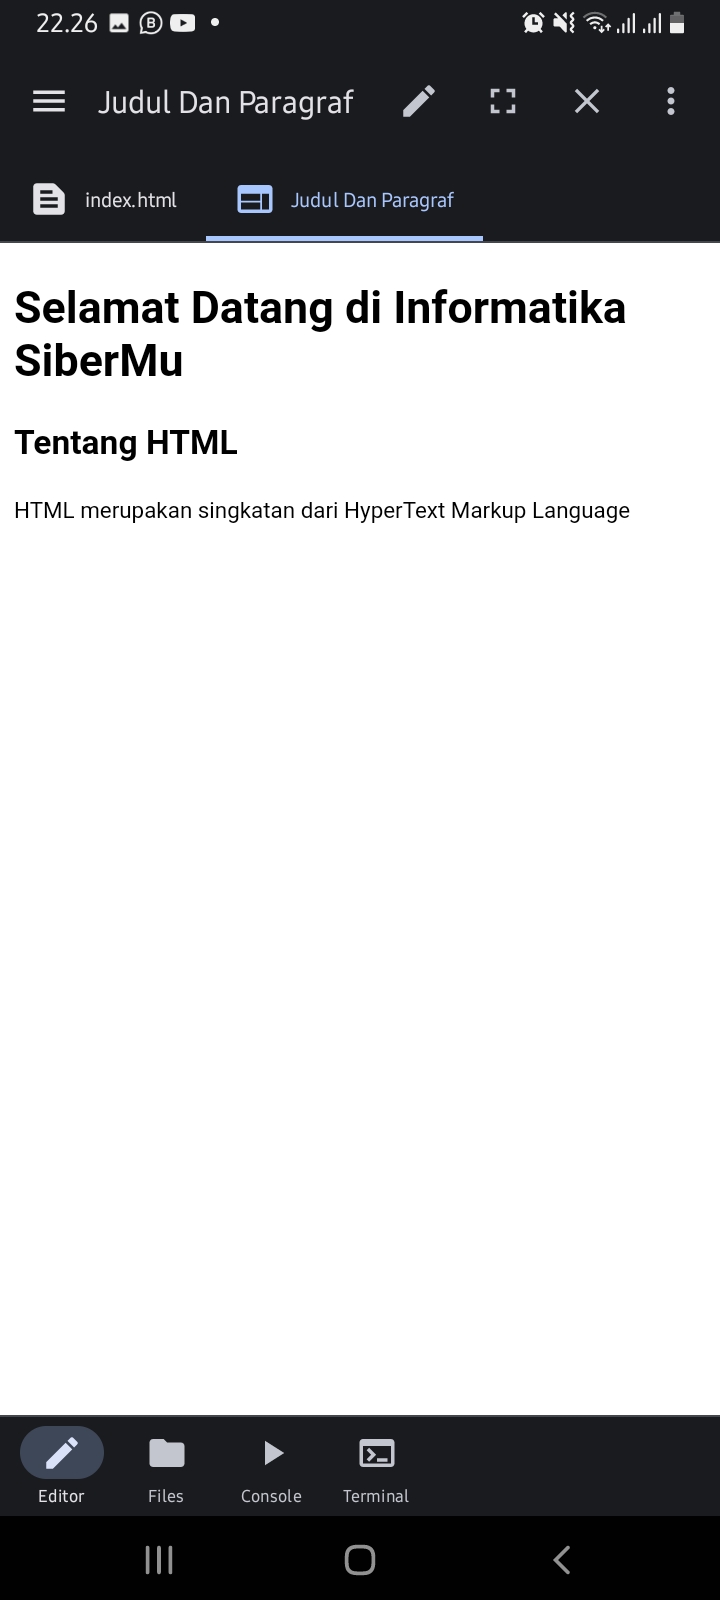 22.26
Judul Dan Paragraf
index.html
Judul Dan Paragraf
Selamat Datang di Informatika
SiberMu
Tentang HTML
HTML merupakan singkatan dari HyperText Markup Language
Editor
Files
Console
Terminal